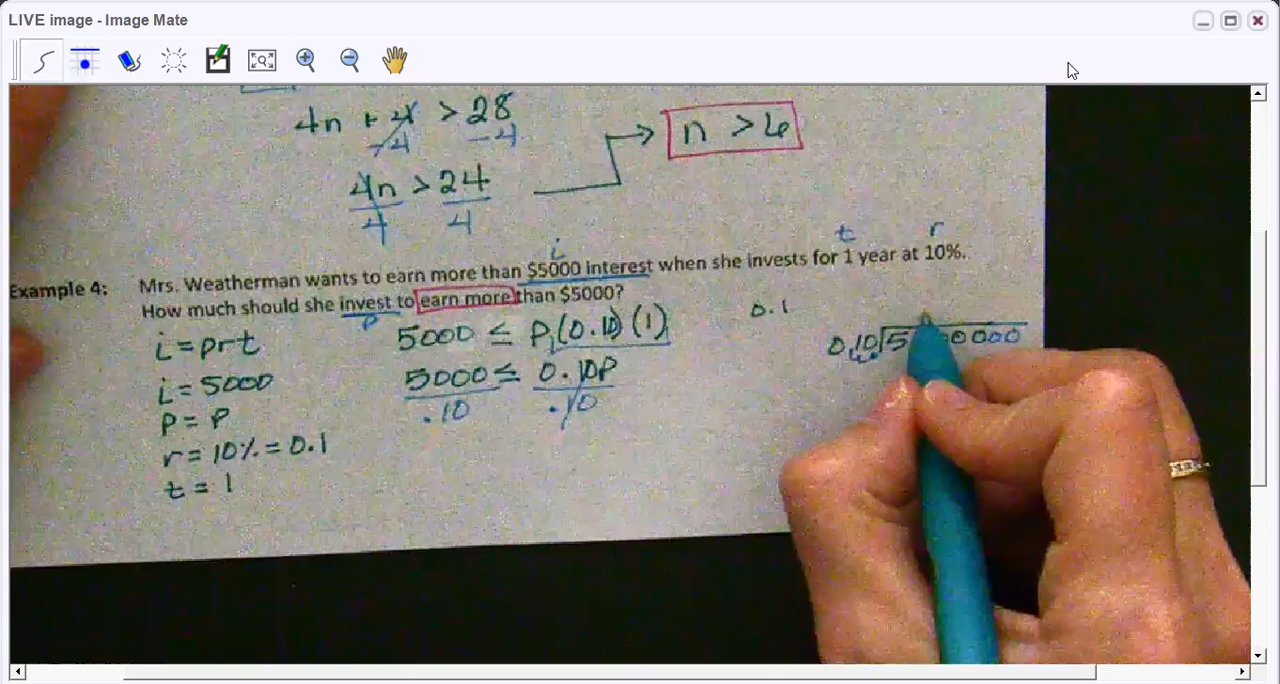 LIVE image - Image Mate
4n + 4 > 28
-4 -4
4n > 24
4 4
n > 6
i
t r
Example 4: Mrs. Weatherman wants to earn more than $5000 interest when she invests for 1 year at 10%.
How much should she invest to earn more than $5000?
P
i = prt
i = 5000
P = P
r = 10% = 0.1
t = 1
5000 ≤ P(0.10)(1)
5000 ≤ 0.10P
.10 .10
0.1
0.10